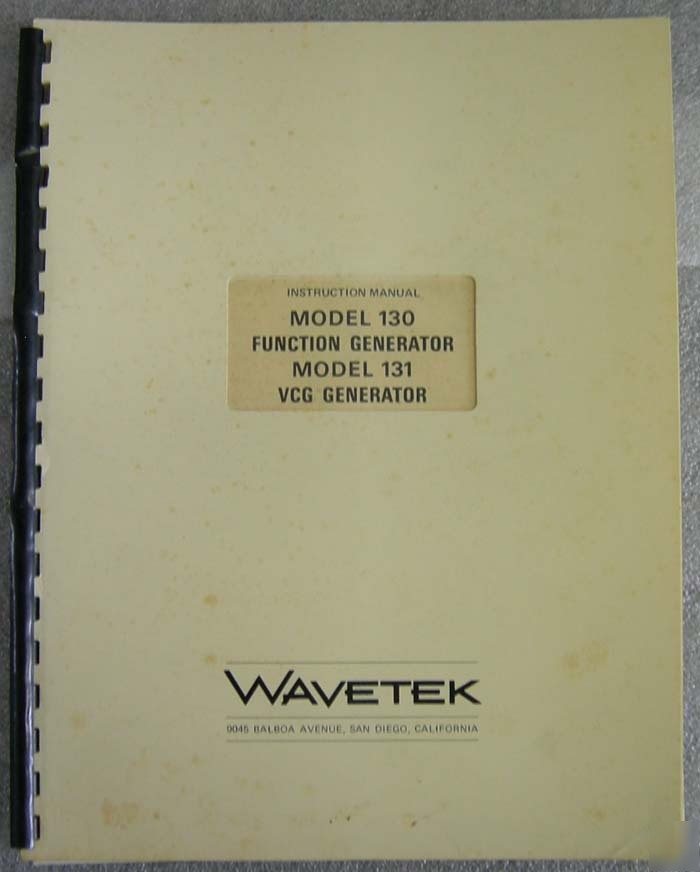 INSTRUCTION MANUAL
MODEL 130
FUNCTION GENERATOR
MODEL 131
VCG GENERATOR
WAVETEK
9045 BALBOA AVENUE, SAN DIEGO, CALIFORNIA